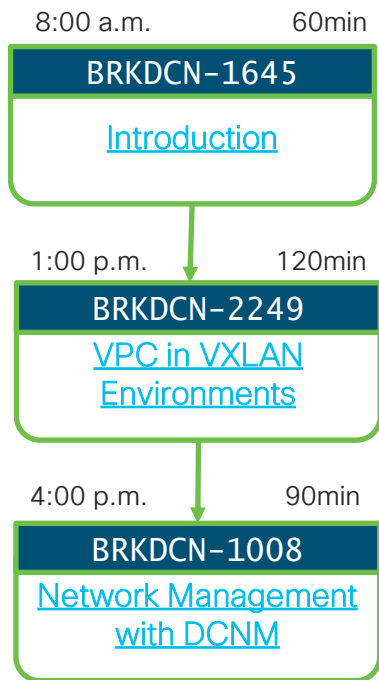 8:00 a.m. 60min
BRKDCN-1645
Introduction
1:00 p.m. 120min
BRKDCN-2249
VPC in VXLAN
Environments
4:00 p.m. 90min
BRKDCN-1008
Network Management
with DCNM